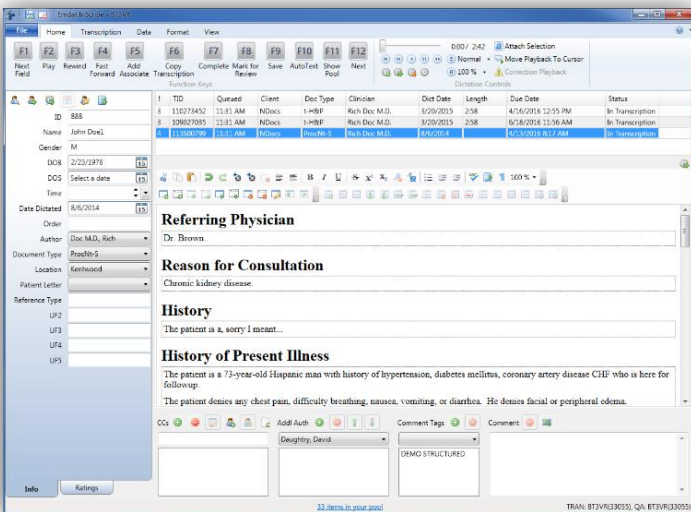 Emdat InScribe - BT3VR
File Home Transcription Data Format View
F1 F2 F3 F4 F5 F6 F7 F8 F9 F10 F11 F12
Next Field Play Rewind Fast Forward Add Associate Copy Transcription Complete Mark for Review Save AutoText Show Pool Next
Function Keys
0:00 / 2:42 Attach Selection
Normal Move Playback To Cursor
100 % Correction Playback
Dictation Controls
! TID Queued Client Doc Type Clinician Dict Date Length Due Date Status
3 110273452 11:31 AM NDocs t-H&P Rich Doc M.D. 3/20/2015 2:58 4/16/2016 12:55 PM In Transcription
3 109027035 11:31 AM NDocs t-H&P Rich Doc M.D. 3/20/2015 2:58 6/18/2016 11:56 AM In Transcription
4 113600799 11:31 AM NDocs ProcNt-S Rich Doc M.D. 8/6/2014 4/13/2016 8:17 AM In Transcription
ID 888
Name John Doe1
Gender M
DOB 2/23/1978 15
DOS Select a date 15
Time
Date Dictated 8/6/2014 15
Order
Author Doc M.D., Rich
Document Type ProcNt-S
Location Kentwood
Patient Letter
Reference Type
UF2
UF3
UF4
UF5
B I U S x² x₂ 100 %
Referring Physician
Dr. Brown.
Reason for Consultation
Chronic kidney disease.
History
The patient is a, sorry I meant...
History of Present Illness
The patient is a 73-year-old Hispanic man with history of hypertension, diabetes mellitus, coronary artery disease CHF who is here for
followup.
The patient denies any chest pain, difficulty breathing, nausea, vomiting, or diarrhea. He denies facial or peripheral edema.
CCs Addl Auth Comment Tags Comment
Daughtry, David
DEMO STRUCTURED
Info Ratings
33 items in your pool
TRAN: BT3VR(33055), QA: BT3VR(33055)